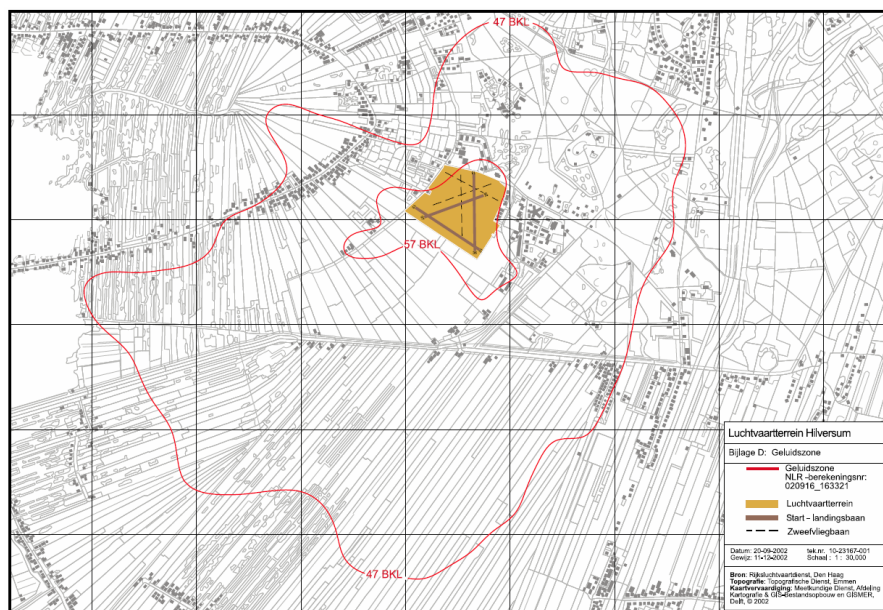 47 BKL
57 BKL
47 BKL
Luchtvaartterrein Hilversum
Bijlage D: Geluidszone
Geluidszone
NLR -berekeningsnr:
020916_163321
Luchtvaartterrein
Start – landingsbaan
Zweefvliegbaan
Datum: 20-09-2002 tek.nr. 10-23167-001
Gewijz: 11-12-2002 Schaal : 1 : 30,000
Bron: Rijksluchtvaartdienst, Den Haag
Topografie: Topografische Dienst, Emmen
Kaartvervaardiging: Meetkundige Dienst, Afdeling
Kartografie & GIS-Bestandsopbouw en GISMER,
Delft, © 2002